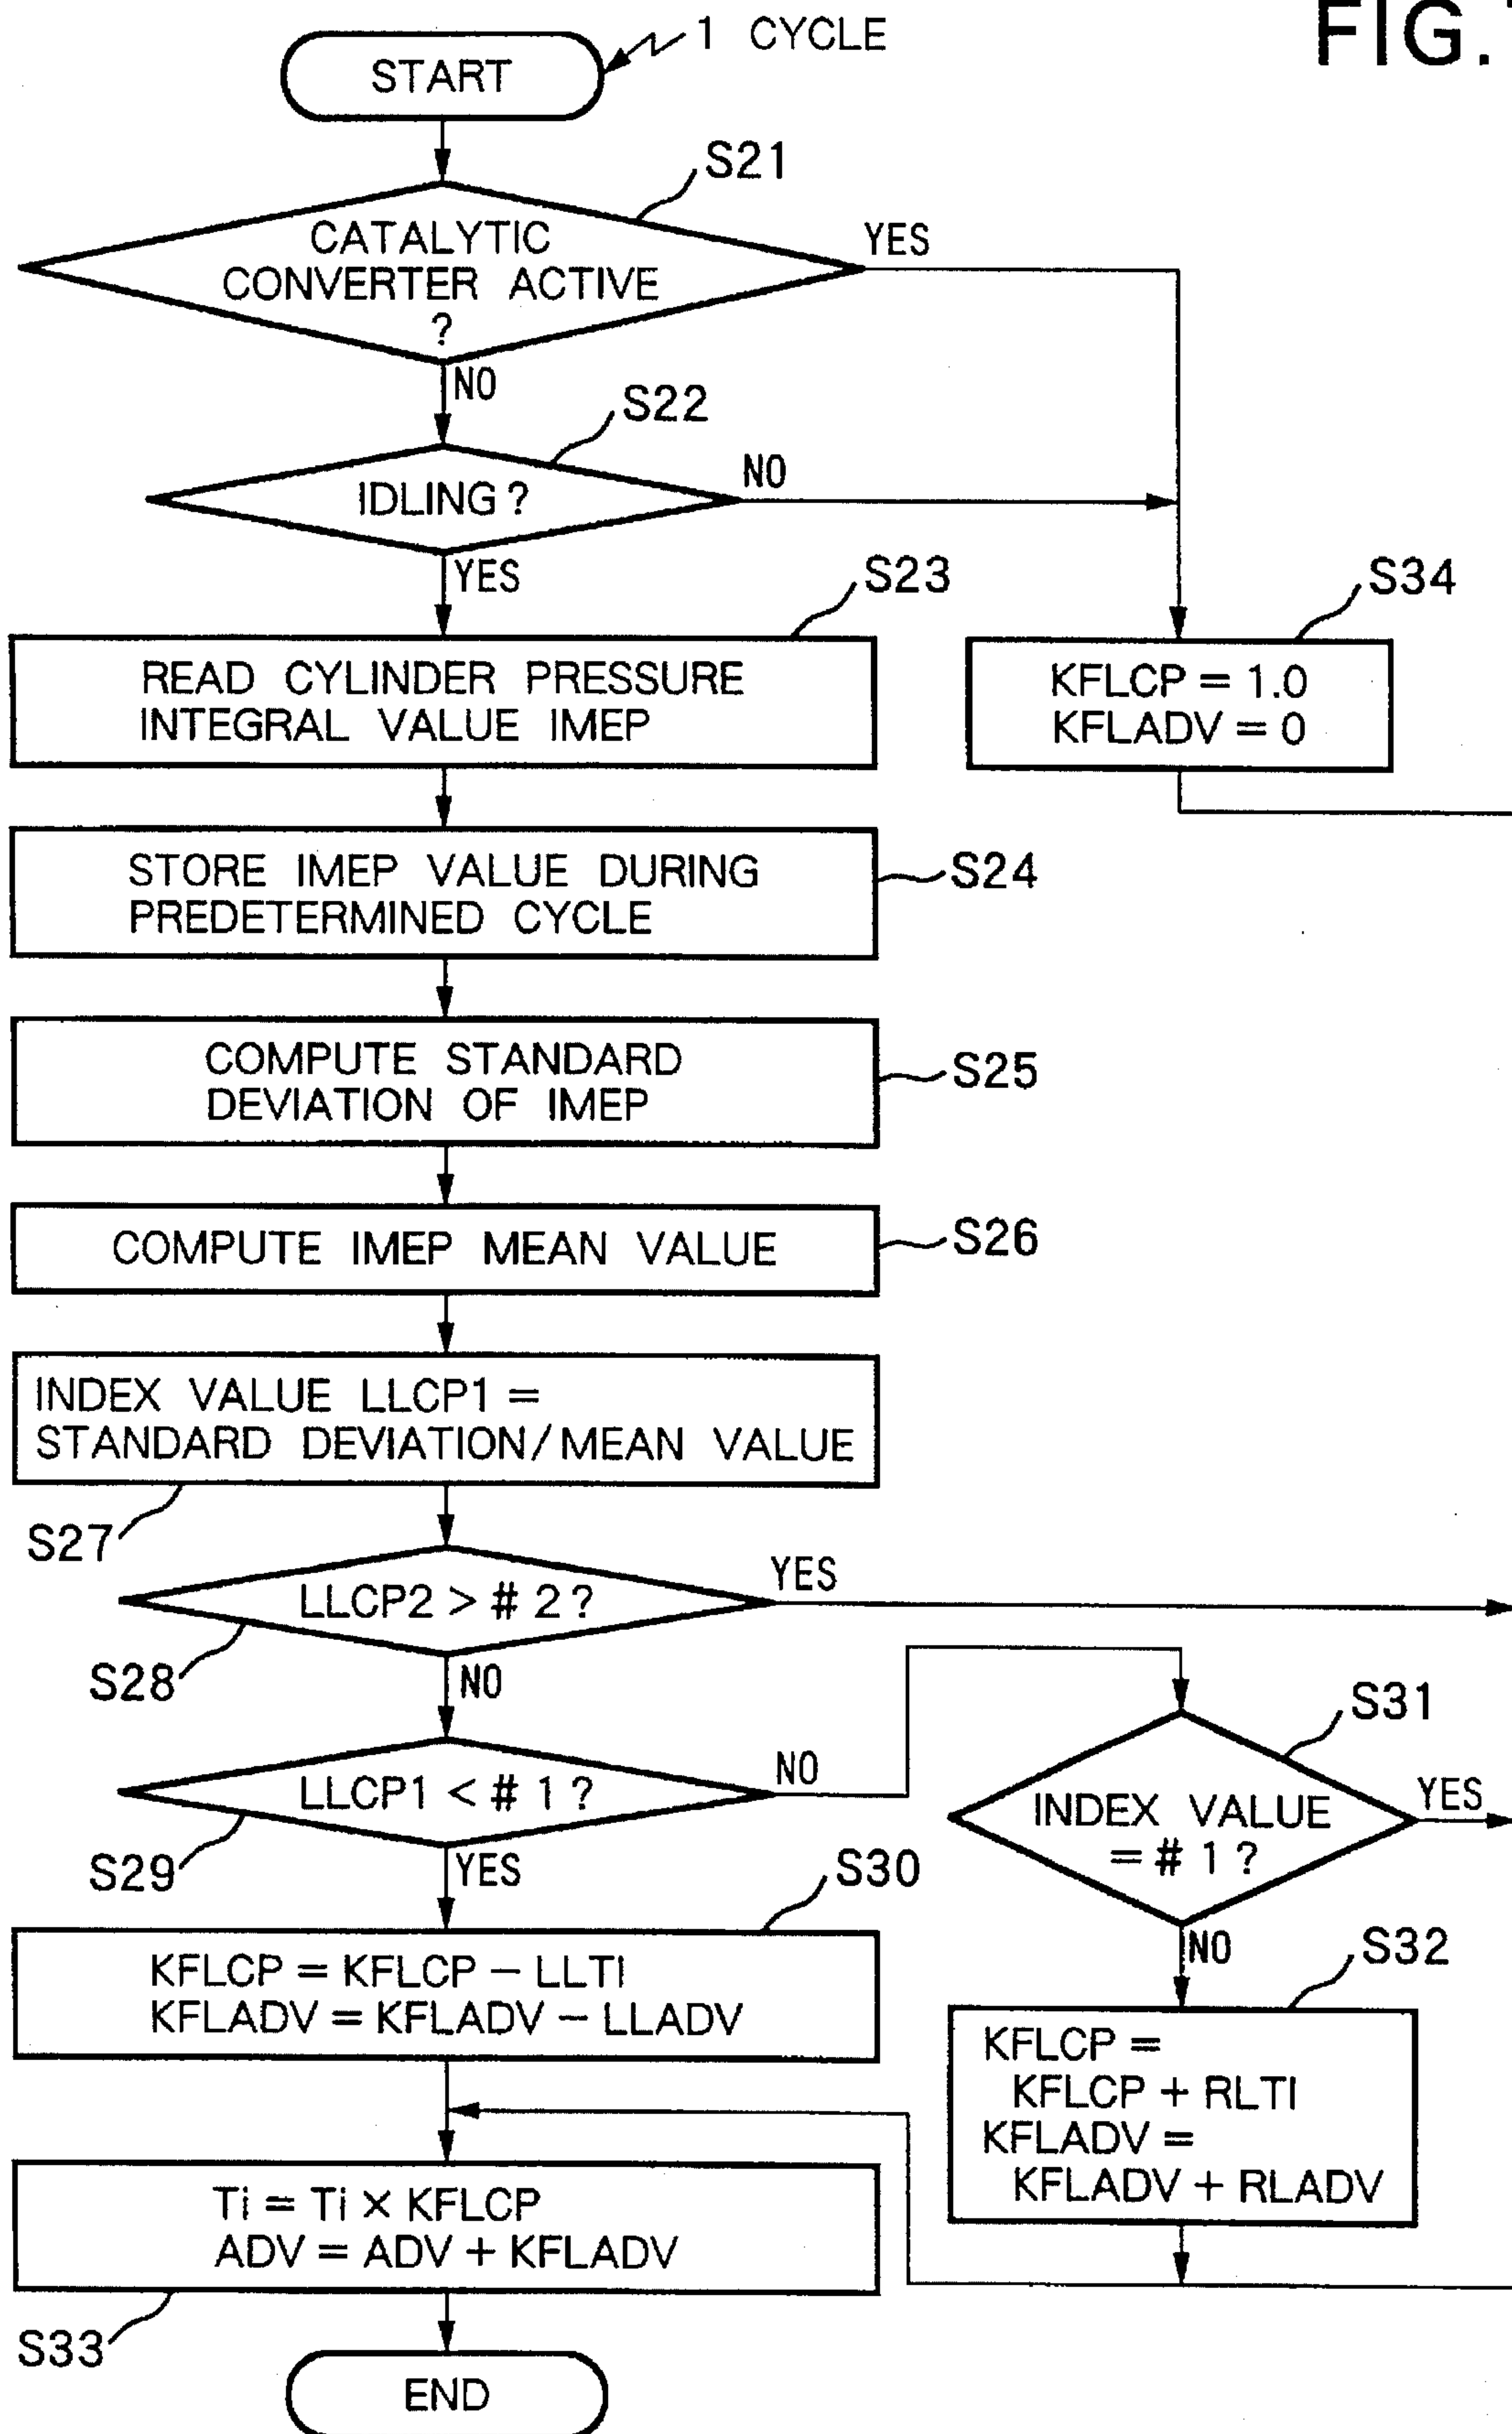 FIG.
1 CYCLE
START
S21
CATALYTIC
CONVERTER ACTIVE
?
YES
NO
S22
IDLING?
NO
YES
S23
READ CYLINDER PRESSURE
INTEGRAL VALUE IMEP
S34
KFLCP = 1.0
KFLADV = 0
STORE IMEP VALUE DURING
PREDETERMINED CYCLE
S24
COMPUTE STANDARD
DEVIATION OF IMEP
S25
COMPUTE IMEP MEAN VALUE
S26
INDEX VALUE LLCP1 =
STANDARD DEVIATION/MEAN VALUE
S27
LLCP2 > # 2?
YES
S28
NO
LLCP1 < # 1?
NO
S29
YES
S31
INDEX VALUE
= # 1?
YES
NO
S30
KFLCP = KFLCP - LLTI
KFLADV = KFLADV - LLADV
S32
KFLCP =
KFLCP + RLTI
KFLADV =
KFLADV + RLADV
Ti = Ti × KFLCP
ADV = ADV + KFLADV
S33
END